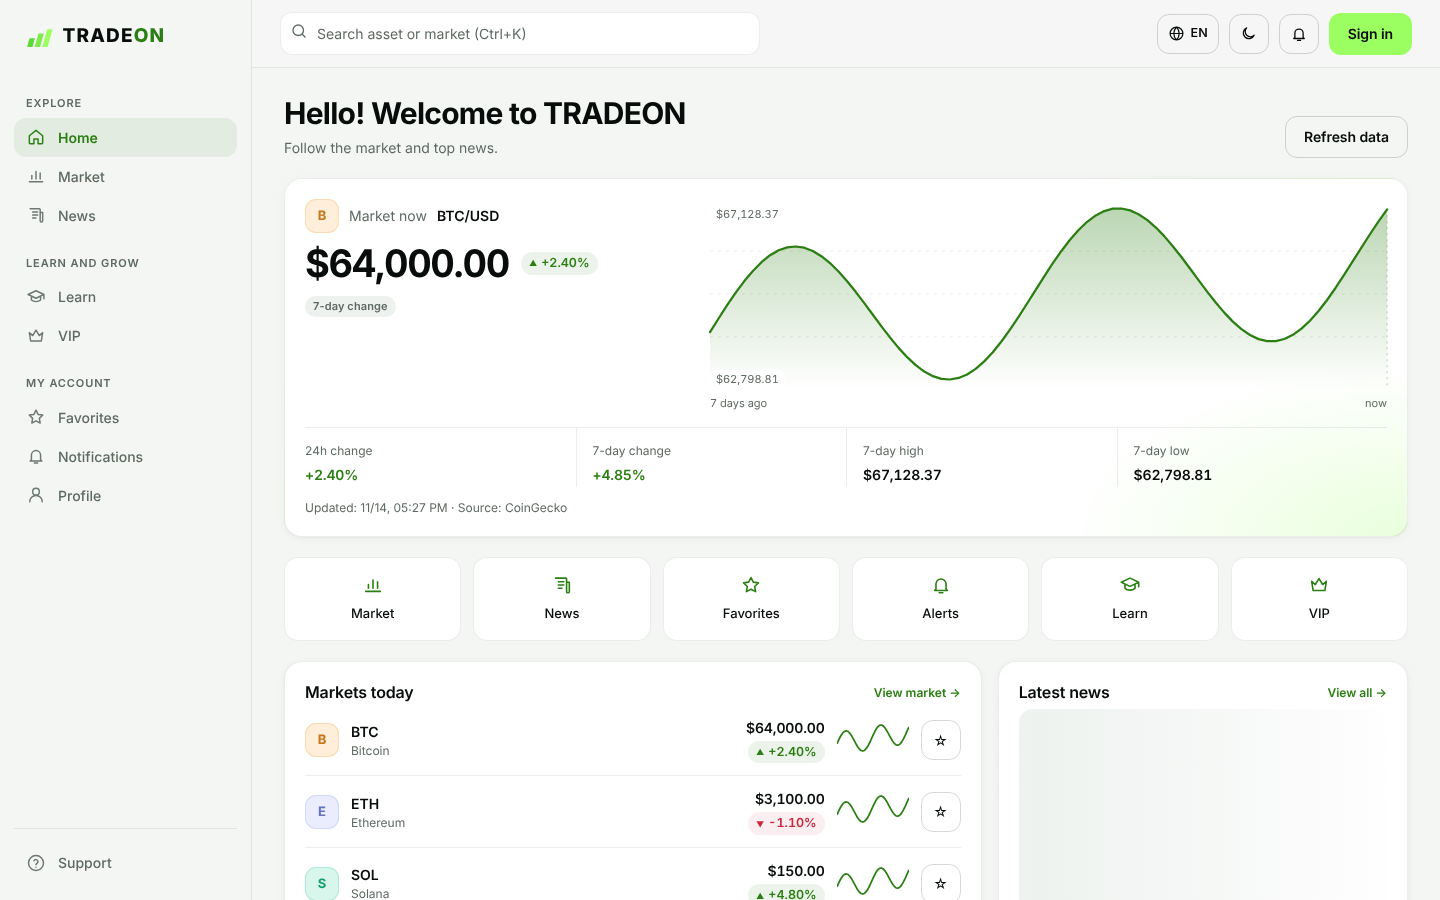 TRADEON
Search asset or market (Ctrl+K)
EN
Sign in
EXPLORE
Home
Market
News
LEARN AND GROW
Learn
VIP
MY ACCOUNT
Favorites
Notifications
Profile
Support
Hello! Welcome to TRADEON
Follow the market and top news.
Refresh data
B Market now BTC/USD
$64,000.00 ▲ +2.40%
7-day change
$67,128.37
$62,798.81
7 days ago now
24h change
+2.40%
7-day change
+4.85%
7-day high
$67,128.37
7-day low
$62,798.81
Updated: 11/14, 05:27 PM · Source: CoinGecko
Market
News
Favorites
Alerts
Learn
VIP
Markets today View market →
B
BTC
Bitcoin
$64,000.00
▲ +2.40%
E
ETH
Ethereum
$3,100.00
▼ -1.10%
S
SOL
Solana
$150.00
▲ +4.80%
Latest news View all →